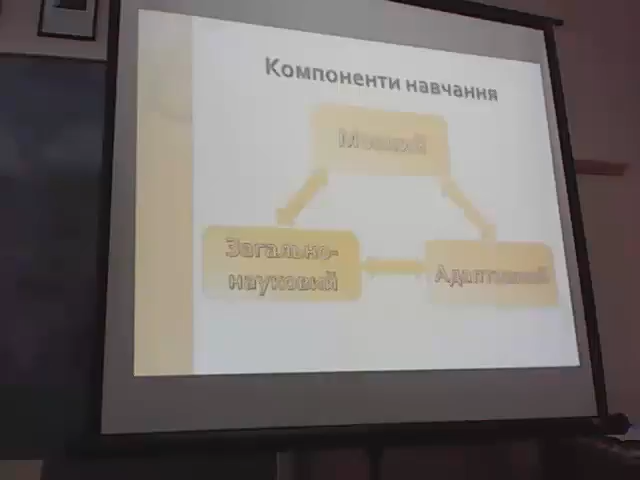 Компоненти навчання
Мовний
Загально-
науковий
Адаптивний